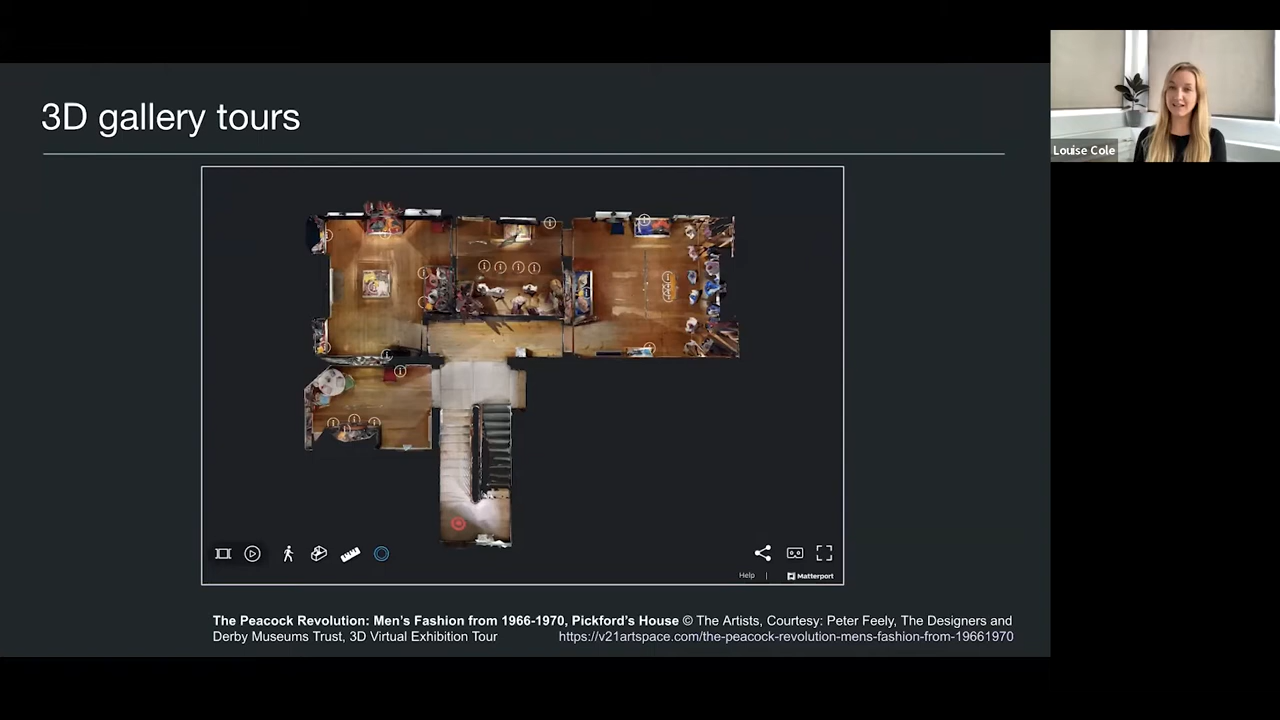 3D gallery tours
Louise Cole
Help |
Matterport
The Peacock Revolution: Men's Fashion from 1966-1970, Pickford's House © The Artists, Courtesy: Peter Feely, The Designers and
Derby Museums Trust, 3D Virtual Exhibition Tour
https://v21artspace.com/the-peacock-revolution-mens-fashion-from-19661970